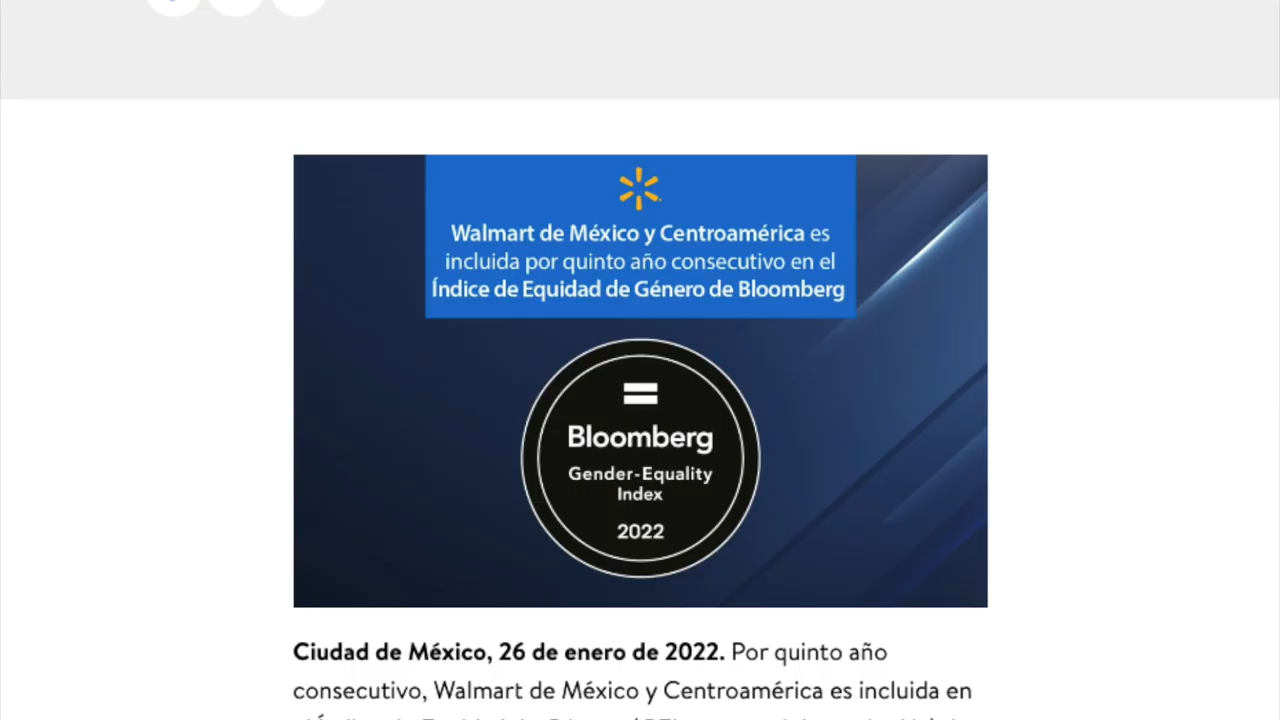 Walmart de México y Centroamérica es
incluida por quinto año consecutivo en el
Índice de Equidad de Género de Bloomberg
Bloomberg
Gender-Equality
Index
2022
Ciudad de México, 26 de enero de 2022. Por quinto año
consecutivo, Walmart de México y Centroamérica es incluida en